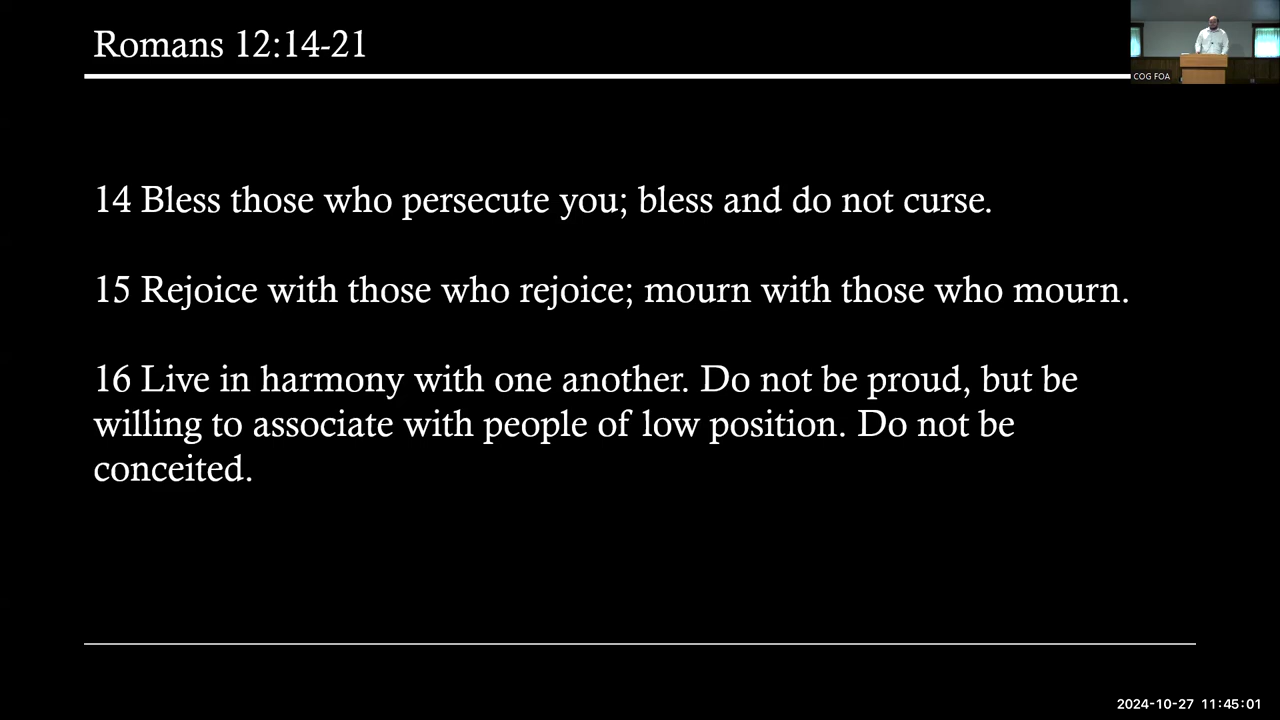 Romans 12:14-21
COG FOA
14 Bless those who persecute you; bless and do not curse.
15 Rejoice with those who rejoice; mourn with those who mourn.
16 Live in harmony with one another. Do not be proud, but be
willing to associate with people of low position. Do not be
conceited.
2024-10-27 11:45:01